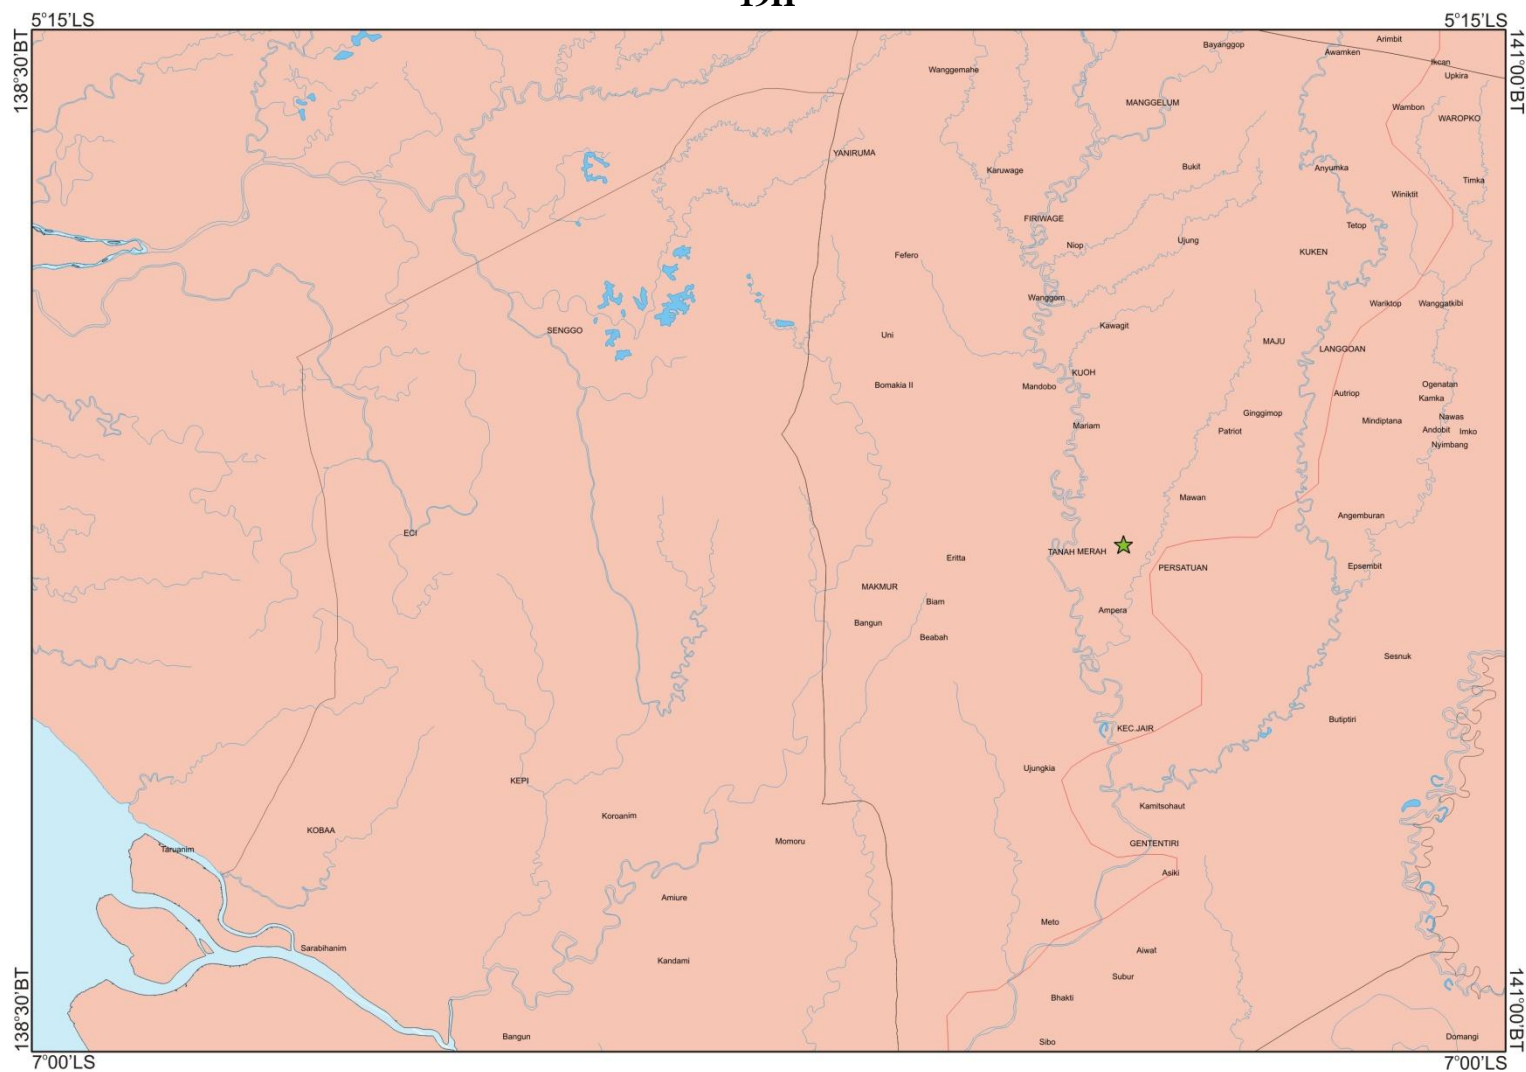 5°15'LS
5°15'LS
138°30'BT
141°00'BT
Arimbit
Bayanggop
Awamken
Ikcan
Wanggemahe
Upkira
MANGGELUM
Wambon
WAROPKO
YANIRUMA
Bukit
Anyumka
Karuwage
Timka
Winiktit
FIRIWAGE
Tetop
Ujung
Niop
KUKEN
Fefero
Wanggom
Wariktop
Wanggatkibi
Kawagit
SENGGO
Uni
MAJU
LANGGOAN
KUOH
Bomakia II
Mandobo
Ogenatan
Autriop
Kamka
Ginggimop
Nawas
Mindiptana
Mariam
Patriot
Andobit
Imko
Nyimbang
Mawan
Angemburan
ECI
TANAH MERAH
Eritta
PERSATUAN
Epsembit
MAKMUR
Biam
Ampera
Bangun
Beabah
Sesnuk
Butiptiri
KEC.JAIR
Ujungkia
KEPI
Kamitsohaut
Koroanim
KOBAA
Momoru
GENTENTIRI
Taruanim
Asiki
Amiure
Meto
Sarabihanim
Aiwat
Kandami
Subur
Bhakti
Bangun
Sibo
Domangi
138°30'BT
141°00'BT
7°00'LS
7°00'LS